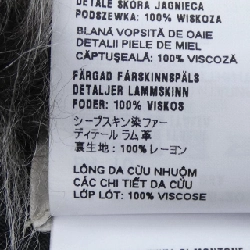 DETALE SKÓRA JAGNIĘCA
PODSZEWKA: 100% WISKOZA
BLANĂ VOPSITĂ DE OAIE
DETALII PIELE DE MIEL
CĂPTUȘEALĂ: 100% VISCOZĂ
FÄRGAD FÅRSKINNSPÄLS
DETALJER LAMMSKINN
FODER: 100% VISKOS
シープスキン染ファー
ディテール ラム革
裏生地：100% レーヨン
LÔNG DA CỪU NHUỘM
CÁC CHI TIẾT DA CỪU
LỚP LÓT: 100% VISCOSE